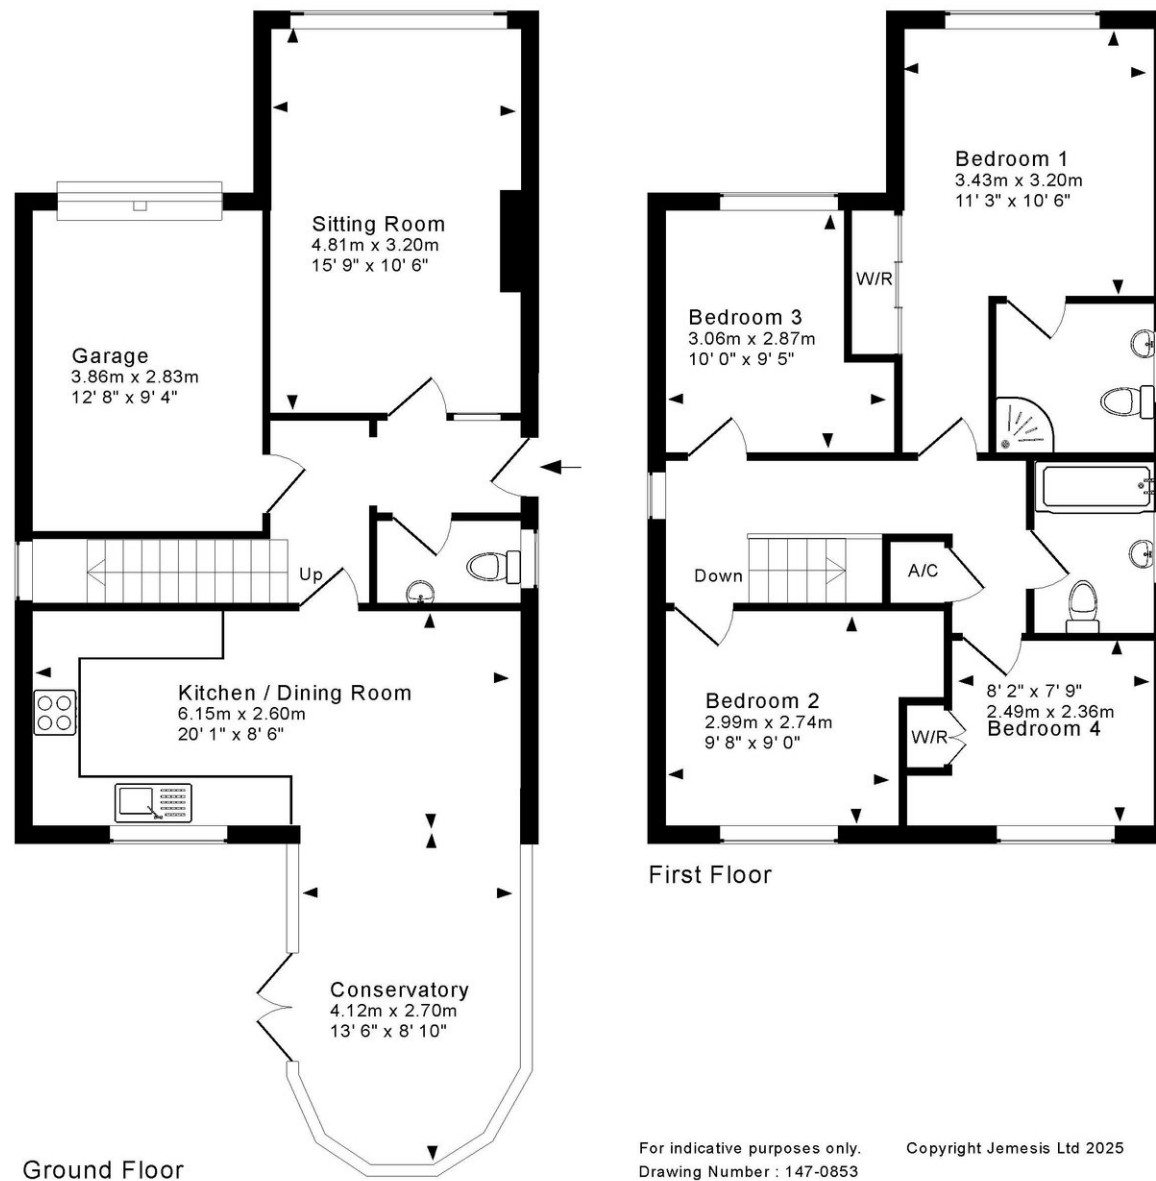 Sitting Room
4.81m x 3.20m
15' 9" x 10' 6"
Garage
3.86m x 2.83m
12' 8" x 9' 4"
Up
Kitchen / Dining Room
6.15m x 2.60m
20' 1" x 8' 6"
Conservatory
4.12m x 2.70m
13' 6" x 8' 10"
Ground Floor
Bedroom 1
3.43m x 3.20m
11' 3" x 10' 6"
W/R
Bedroom 3
3.06m x 2.87m
10' 0" x 9' 5"
A/C
Down
Bedroom 2
2.99m x 2.74m
9' 8" x 9' 0"
W/R
8' 2" x 7' 9"
2.49m x 2.36m
Bedroom 4
First Floor
For indicative purposes only.
Copyright Jemesis Ltd 2025
Drawing Number : 147-0853